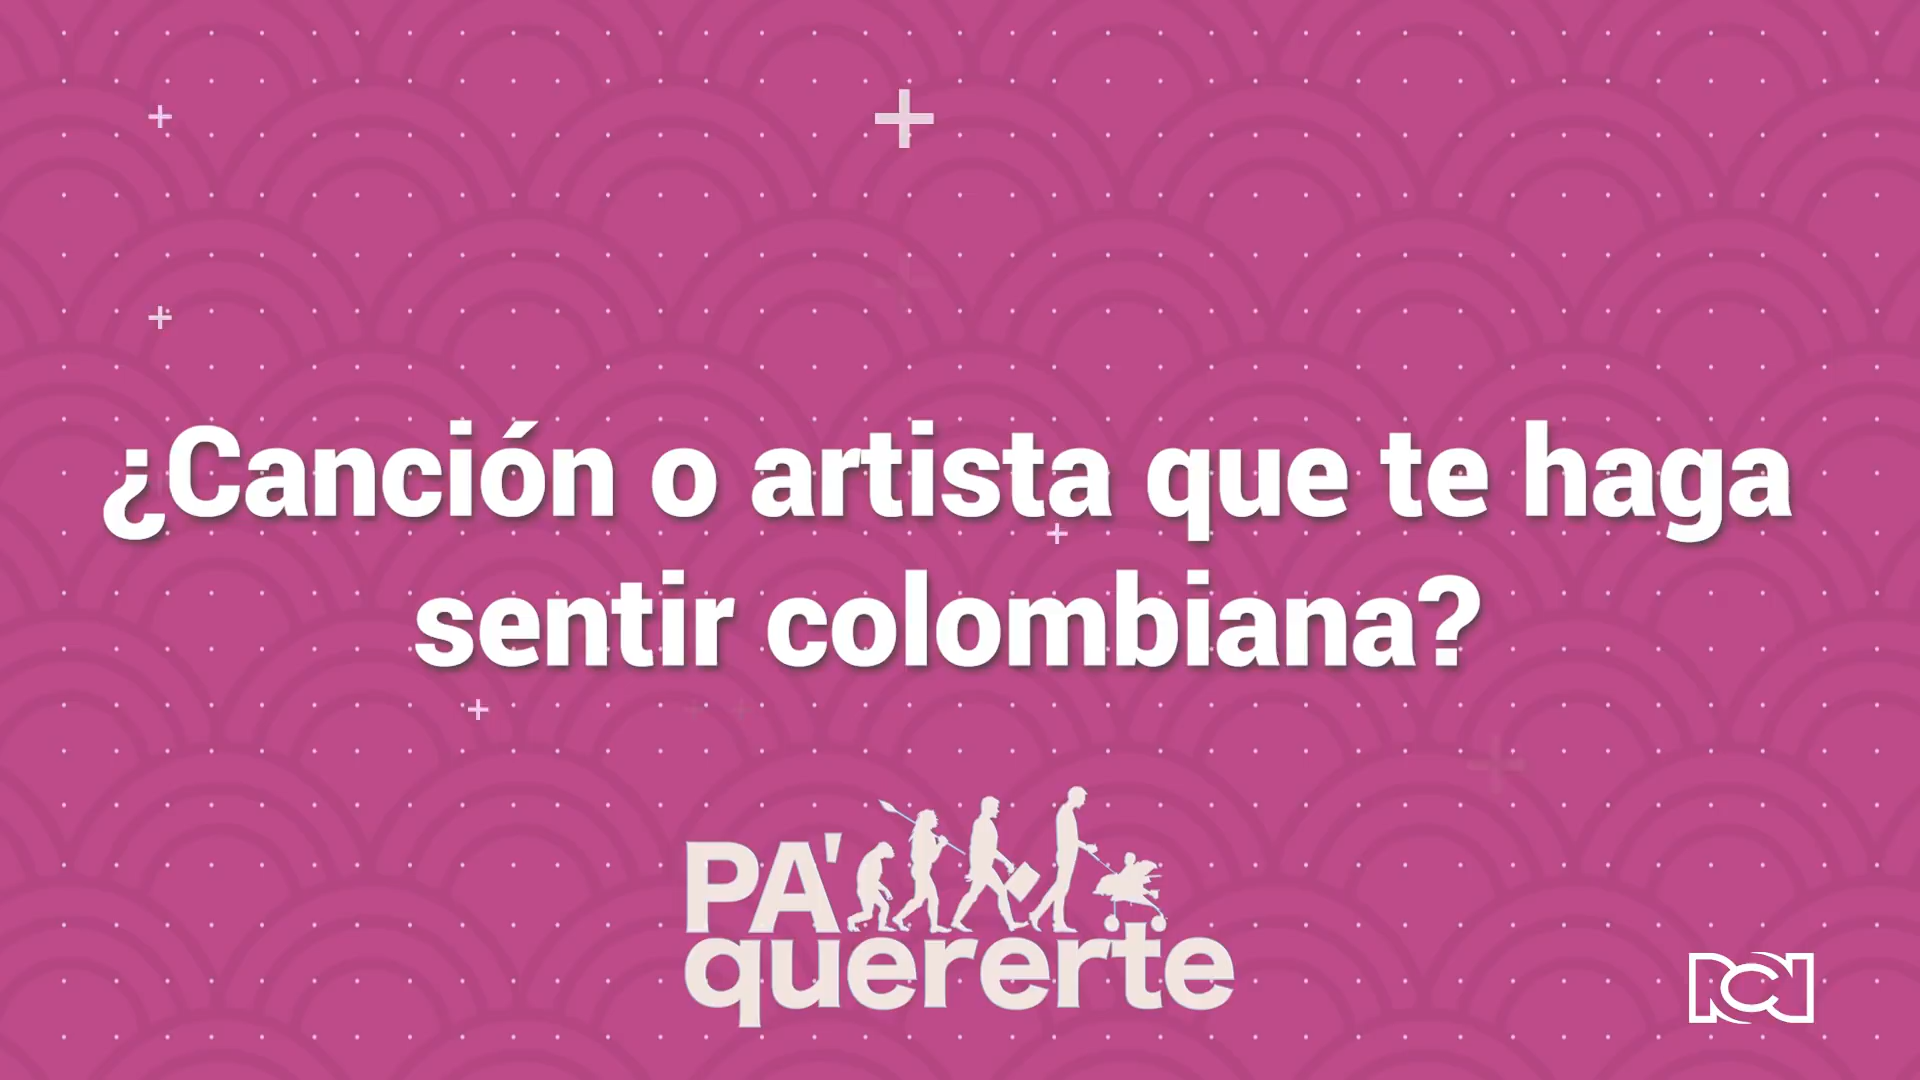 ¿Canción o artista que te haga
sentir colombiana?
PA'
quererte
RCN